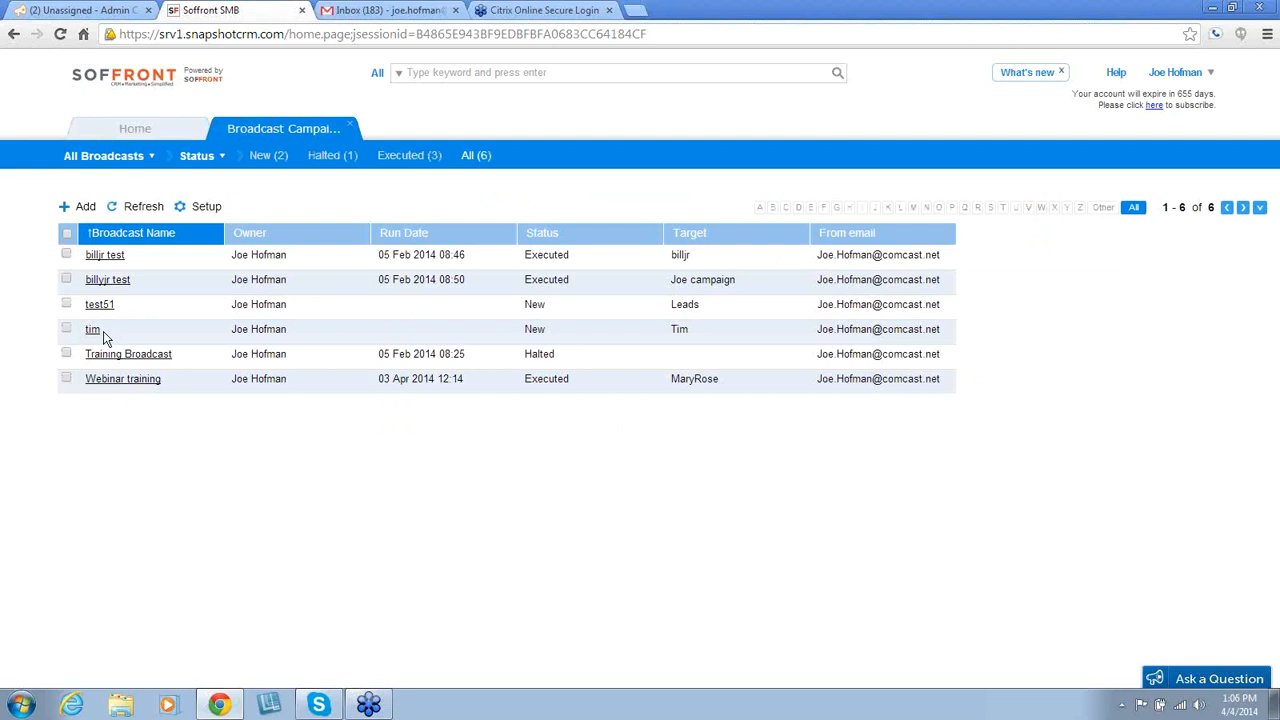 (2) Unassigned - Admin C
Soffront SMB
Inbox (183) - joe.hofman@
Citrix Online Secure Login
https://srv1.snapshotcrm.com/home.page;jsessionid=B4865E943BF9EDBFBFA0683CC64184CF
SOFFRONT
CRM+Marketing+Simplified
Powered by
SOFFRONT
All
Type keyword and press enter
What's new x
Help
Joe Hofman
Your account will expire in 655 days.
Please click here to subscribe.
Home
Broadcast Campai...
All Broadcasts
Status
New (2)
Halted (1)
Executed (3)
All (6)
Add
Refresh
Setup
A B C D E F G H I J K L M N O P Q R S T U V W X Y Z Other All
1 - 6 of 6
↑Broadcast Name Owner Run Date Status Target From email
billjr test Joe Hofman 05 Feb 2014 08:46 Executed billjr Joe.Hofman@comcast.net
billyjr test Joe Hofman 05 Feb 2014 08:50 Executed Joe campaign Joe.Hofman@comcast.net
test51 Joe Hofman New Leads Joe.Hofman@comcast.net
tim Joe Hofman New Tim Joe.Hofman@comcast.net
Training Broadcast Joe Hofman 05 Feb 2014 08:25 Halted Joe.Hofman@comcast.net
Webinar training Joe Hofman 03 Apr 2014 12:14 Executed MaryRose Joe.Hofman@comcast.net
Ask a Question
1:06 PM
4/4/2014